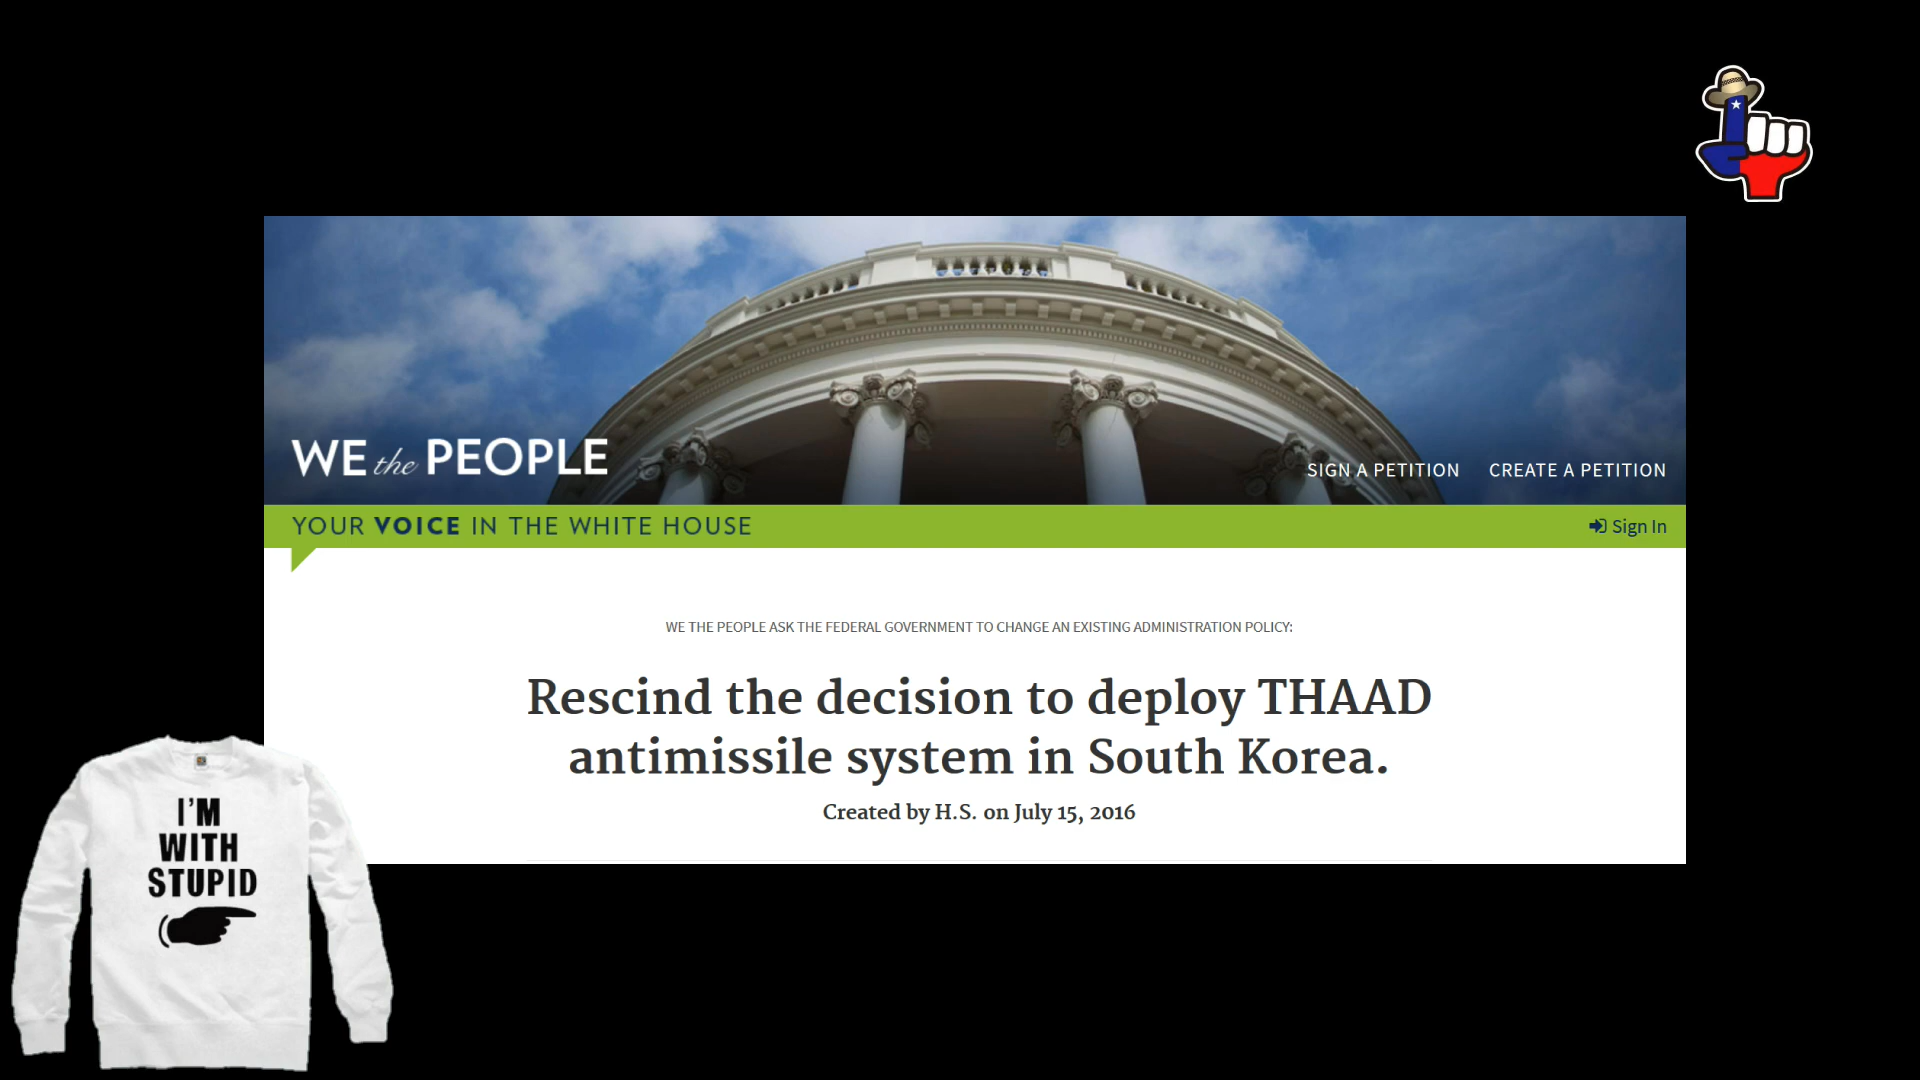 WE the PEOPLE
SIGN A PETITION CREATE A PETITION
YOUR VOICE IN THE WHITE HOUSE
Sign In
WE THE PEOPLE ASK THE FEDERAL GOVERNMENT TO CHANGE AN EXISTING ADMINISTRATION POLICY:
Rescind the decision to deploy THAAD
antimissile system in South Korea.
Created by H.S. on July 15, 2016
I'M
WITH
STUPID